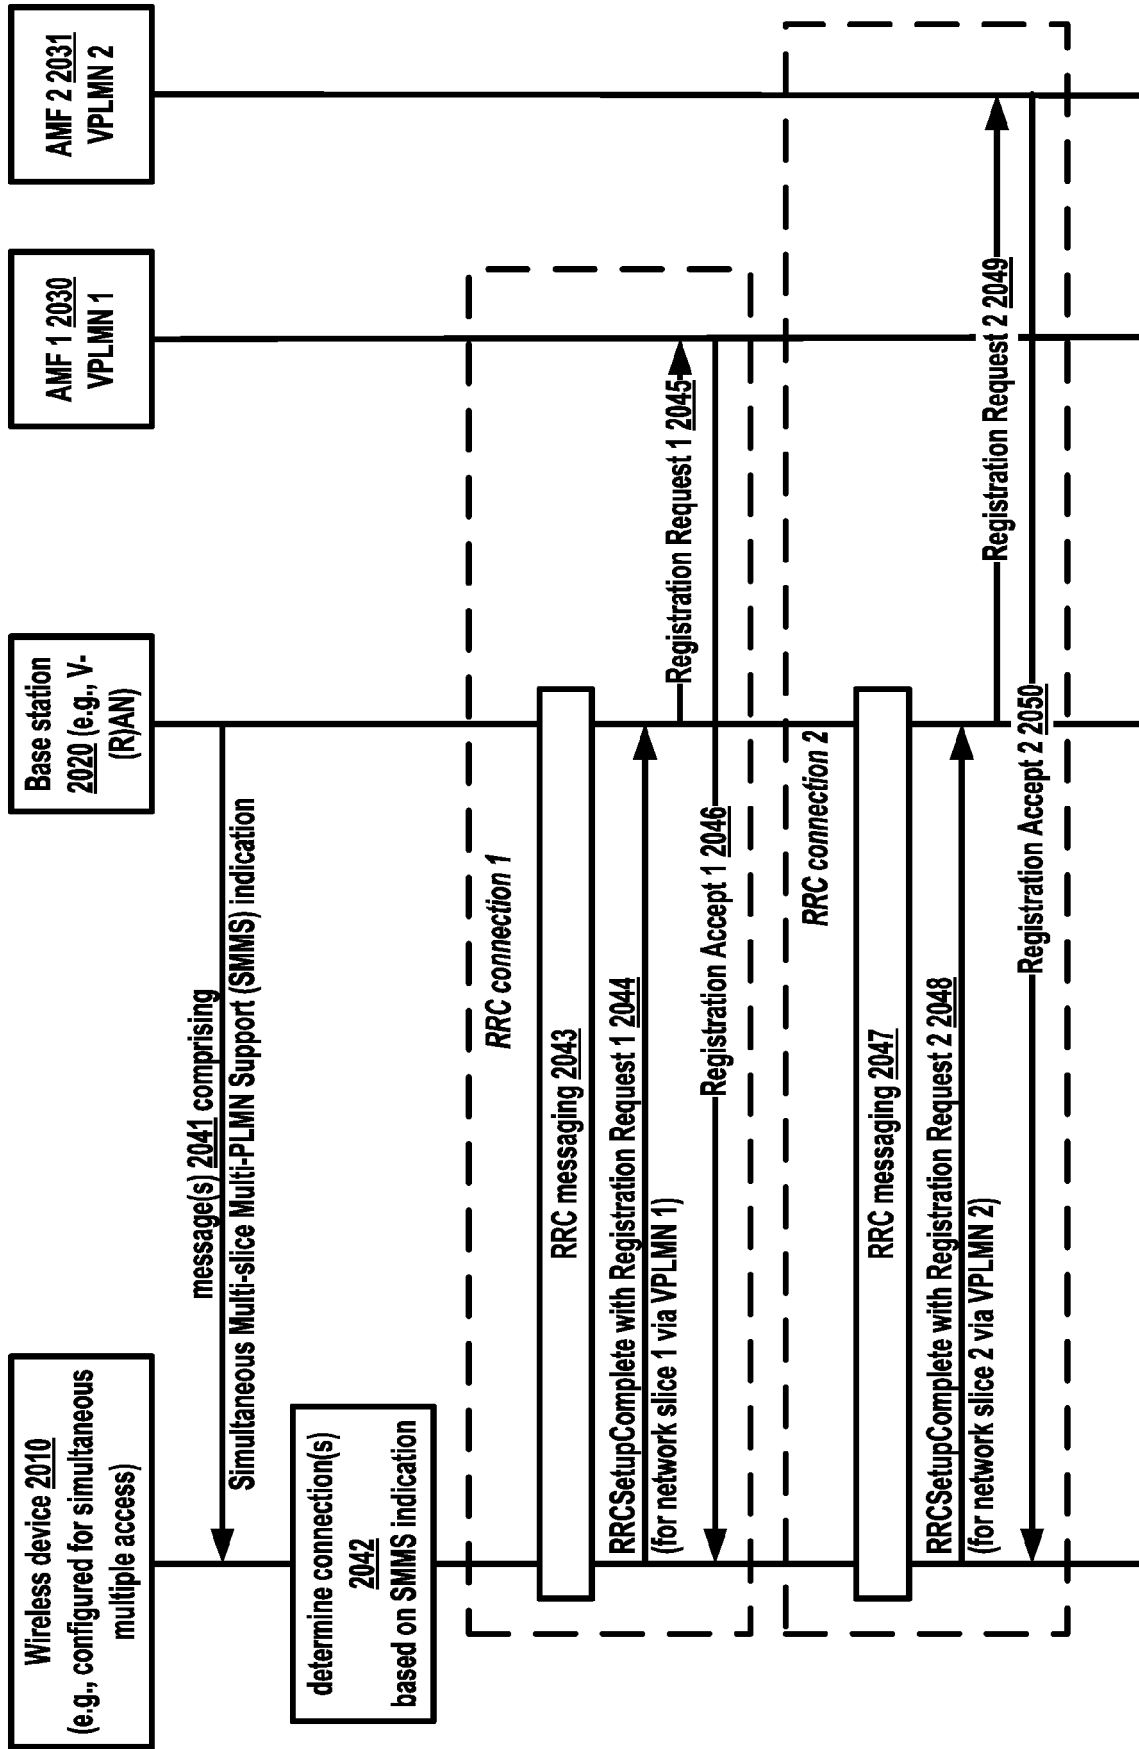 Wireless device 2010
(e.g., configured for simultaneous
multiple access)
Base station
2020 (e.g., V-
(R)AN)
AMF 1 2030
VPLMN 1
AMF 2 2031
VPLMN 2
message(s) 2041 comprising
Simultaneous Multi-slice Multi-PLMN Support (SMMS) indication
determine connection(s)
2042
based on SMMS indication
RRC connection 1
RRC messaging 2043
RRCSetupComplete with Registration Request 1 2044
(for network slice 1 via VPLMN 1)
Registration Request 1 2045
Registration Accept 1 2046
RRC connection 2
RRC messaging 2047
RRCSetupComplete with Registration Request 2 2048
(for network slice 2 via VPLMN 2)
Registration Request 2 2049
Registration Accept 2 2050